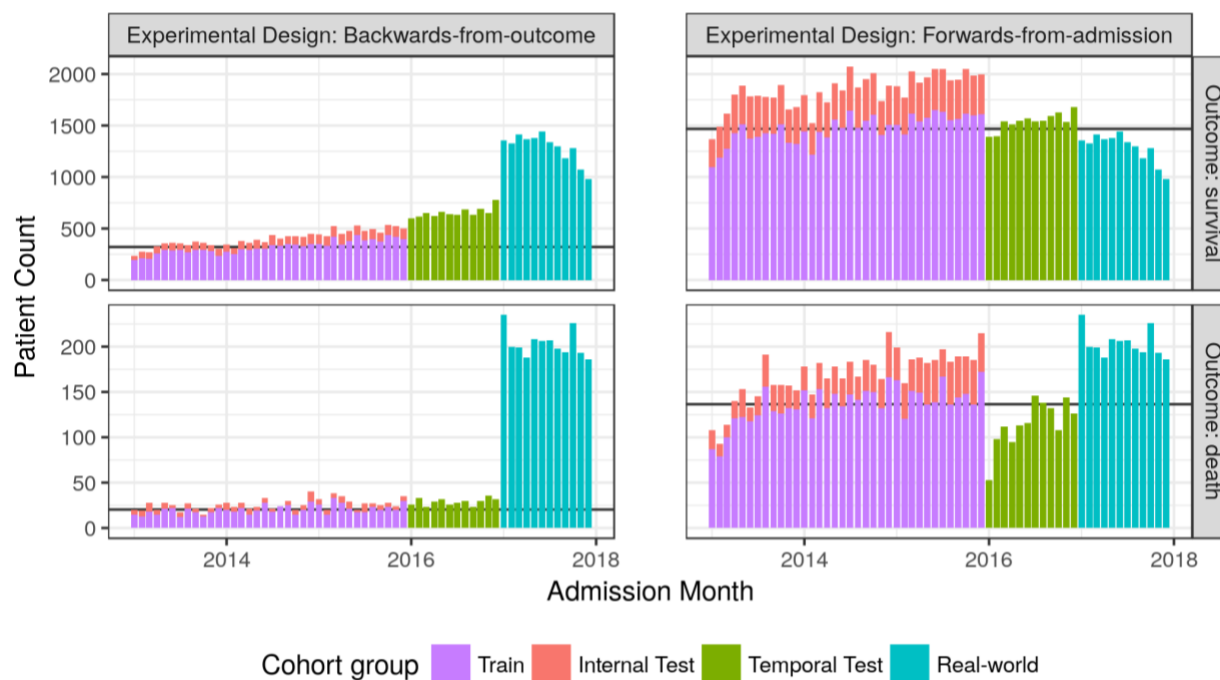 Experimental Design: Backwards-from-outcome
Experimental Design: Forwards-from-admission
2000
1500
1000
500
0
Outcome: survival
200
150
100
50
0
Outcome: death
Patient Count
2014
2016
2018
2014
2016
2018
Admission Month
Cohort group
Train
Internal Test
Temporal Test
Real-world